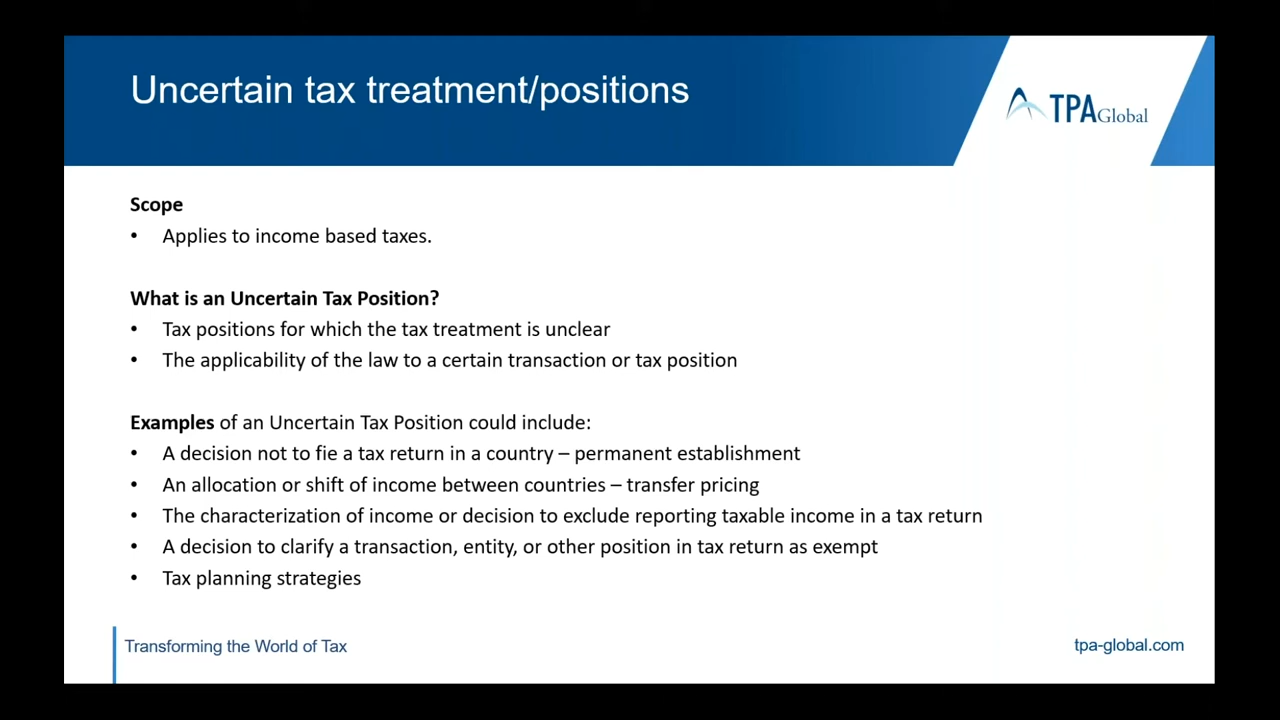 Uncertain tax treatment/positions
TPAGlobal
Scope
• Applies to income based taxes.
What is an Uncertain Tax Position?
• Tax positions for which the tax treatment is unclear
• The applicability of the law to a certain transaction or tax position
Examples of an Uncertain Tax Position could include:
• A decision not to fie a tax return in a country – permanent establishment
• An allocation or shift of income between countries – transfer pricing
• The characterization of income or decision to exclude reporting taxable income in a tax return
• A decision to clarify a transaction, entity, or other position in tax return as exempt
• Tax planning strategies
Transforming the World of Tax
tpa-global.com